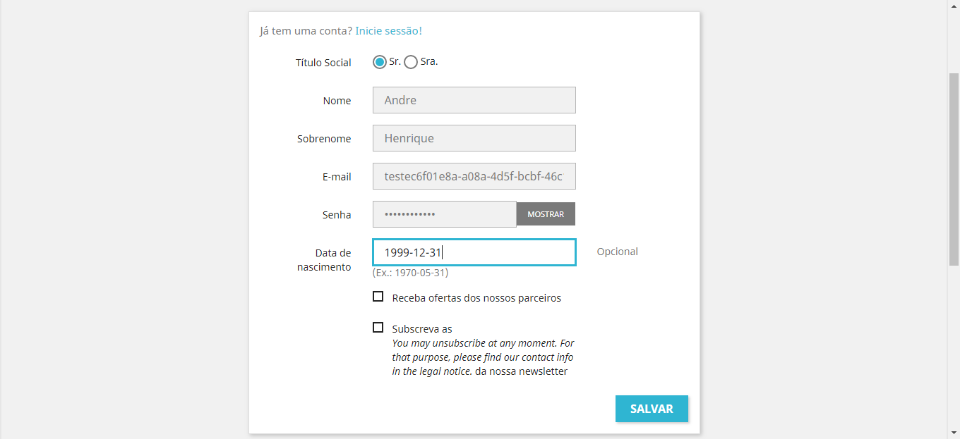 Já tem uma conta? Inicie sessão!
Título Social Sr. Sra.
Nome Andre
Sobrenome Henrique
E-mail testec6f01e8a-a08a-4d5f-bcbf-46c
Senha •••••••••••• MOSTRAR
Data de nascimento 1999-12-31 Opcional
(Ex.: 1970-05-31)
Receba ofertas dos nossos parceiros
Subscreva as
You may unsubscribe at any moment. For
that purpose, please find our contact info
in the legal notice. da nossa newsletter
SALVAR